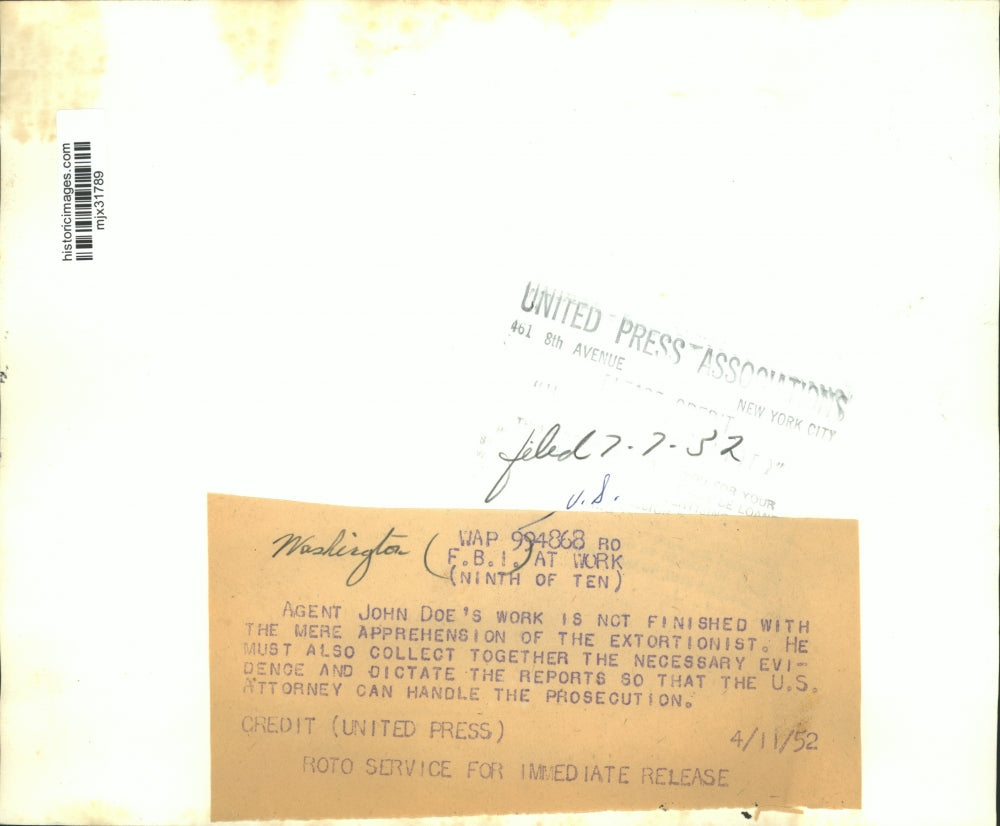 historicimages.com
mjx31789
UNITED PRESS ASSOCIATIONS
461 8th AVENUE
NEW YORK CITY
CREDIT
filed 7-7-52
FOR YOUR
U.S.
Washington
WAP 994868 RO
(F.B.I.) AT WORK
(NINTH OF TEN)
AGENT JOHN DOE'S WORK IS NOT FINISHED WITH
THE MERE APPREHENSION OF THE EXTORTIONIST. HE
MUST ALSO COLLECT TOGETHER THE NECESSARY EVI-
DENCE AND DICTATE THE REPORTS SO THAT THE U.S.
ATTORNEY CAN HANDLE THE PROSECUTION.
CREDIT (UNITED PRESS)
4/11/52
ROTO SERVICE FOR IMMEDIATE RELEASE